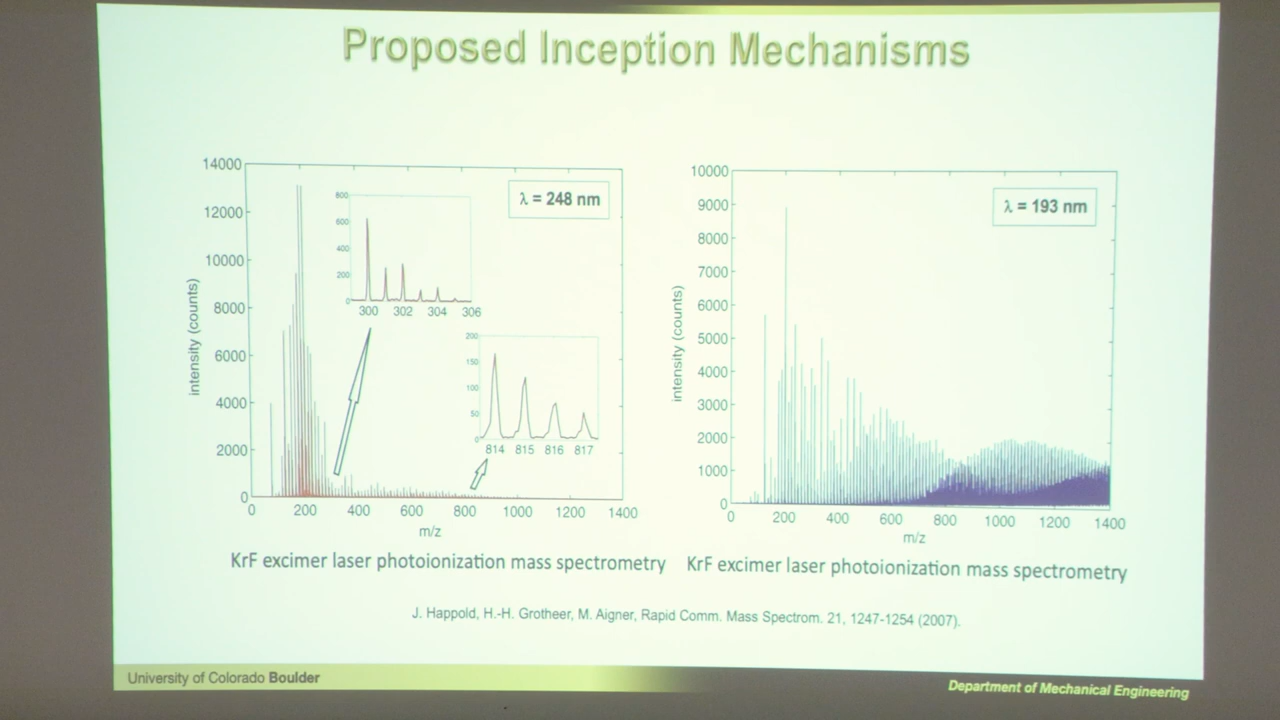 Proposed Inception Mechanisms
14000
12000
10000
8000
6000
4000
2000
0
intensity (counts)
0 200 400 600 800 1000 1200 1400
m/z
λ = 248 nm
800
600
400
200
0
300 302 304 306
200
150
100
50
0
814 815 816 817
KrF excimer laser photoionization mass spectrometry
10000
9000
8000
7000
6000
5000
4000
3000
2000
1000
0
intensity (counts)
0 200 400 600 800 1000 1200 1400
m/z
λ = 193 nm
KrF excimer laser photoionization mass spectrometry
J. Happold, H.-H. Grotheer, M. Aigner, Rapid Comm. Mass Spectrom. 21, 1247-1254 (2007).
University of Colorado Boulder
Department of Mechanical Engineering